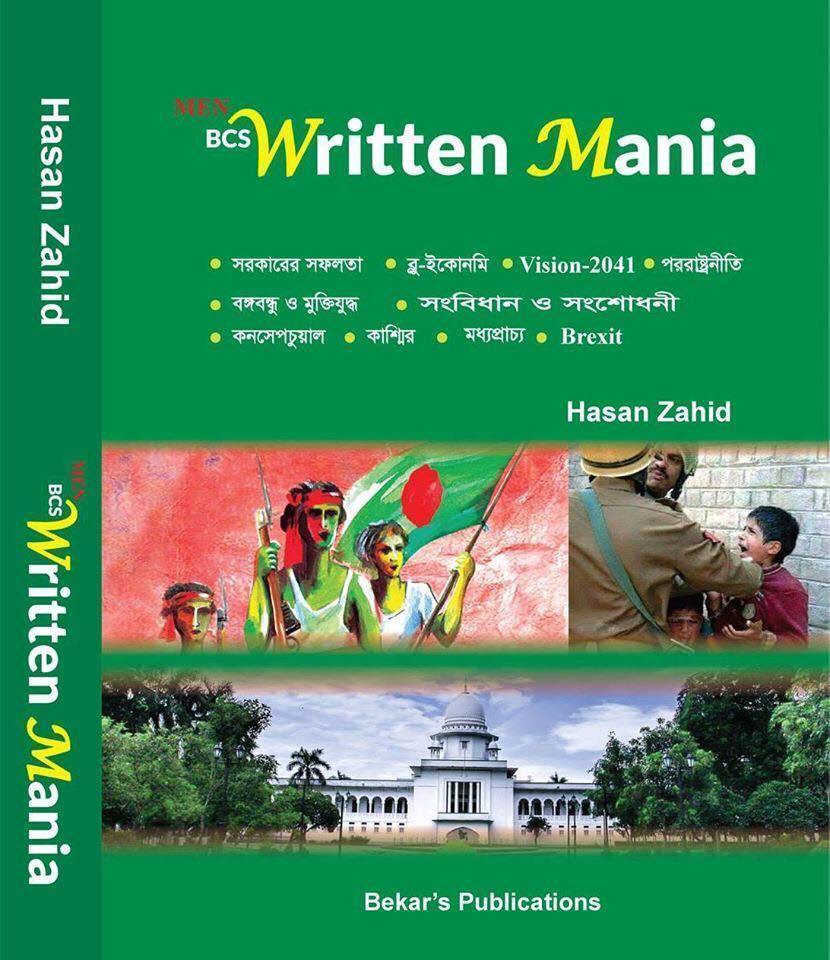 Hasan Zahid
MEN
BCS Written Mania
MEN
BCS Written Mania
• সরকারের সফলতা • ব্লু-ইকোনমি • Vision-2041 • পররাষ্ট্রনীতি
• বঙ্গবন্ধু ও মুক্তিযুদ্ধ • সংবিধান ও সংশোধনী
• কনসেপচুয়াল • কাশ্মির • মধ্যপ্রাচ্য • Brexit
Hasan Zahid
Bekar's Publications